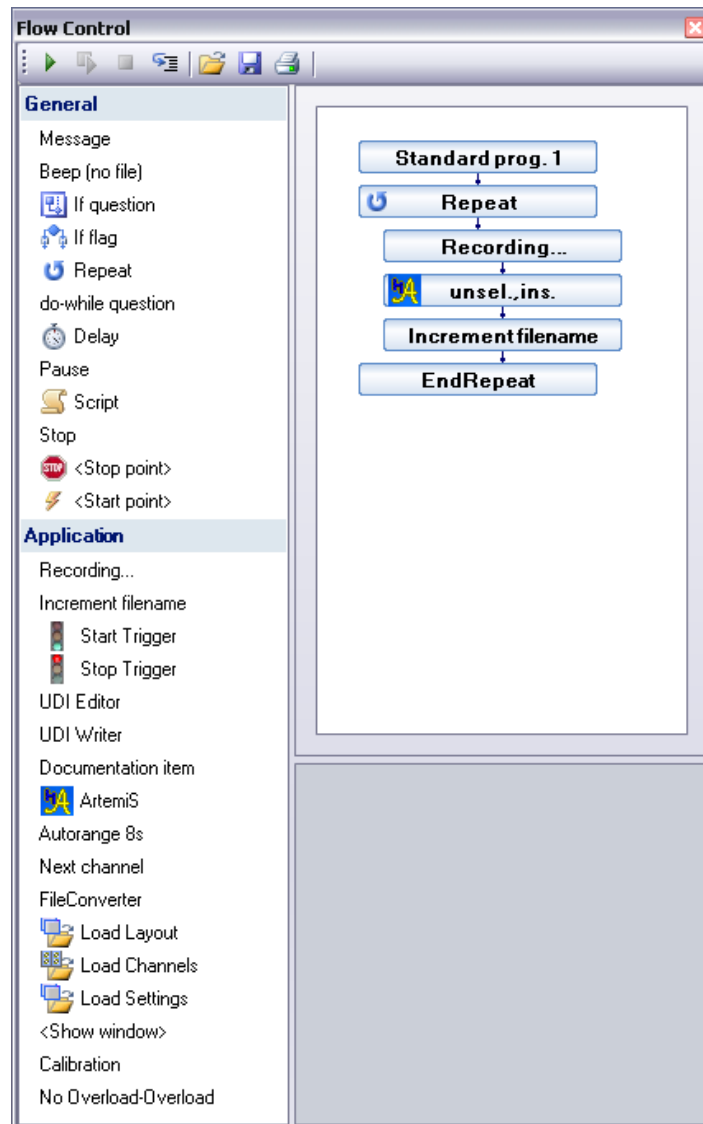 Flow Control
General
Message
Beep (no file)
If question
If flag
Repeat
do-while question
Delay
Pause
Script
Stop
STOP <Stop point>
<Start point>
Application
Recording...
Increment filename
Start Trigger
Stop Trigger
UDI Editor
UDI Writer
Documentation item
ArtemiS
Autorange 8s
Next channel
FileConverter
Load Layout
Load Channels
Load Settings
<Show window>
Calibration
No Overload-Overload
Standard prog. 1
Repeat
Recording...
unsel.,ins.
Increment filename
EndRepeat